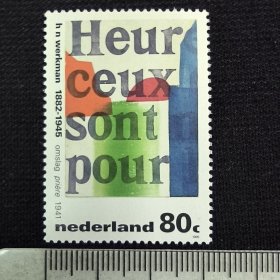 Heur
ceux
sont n
pour
h n werkman 1882-1945
omslag prière 1941
nederland 80c